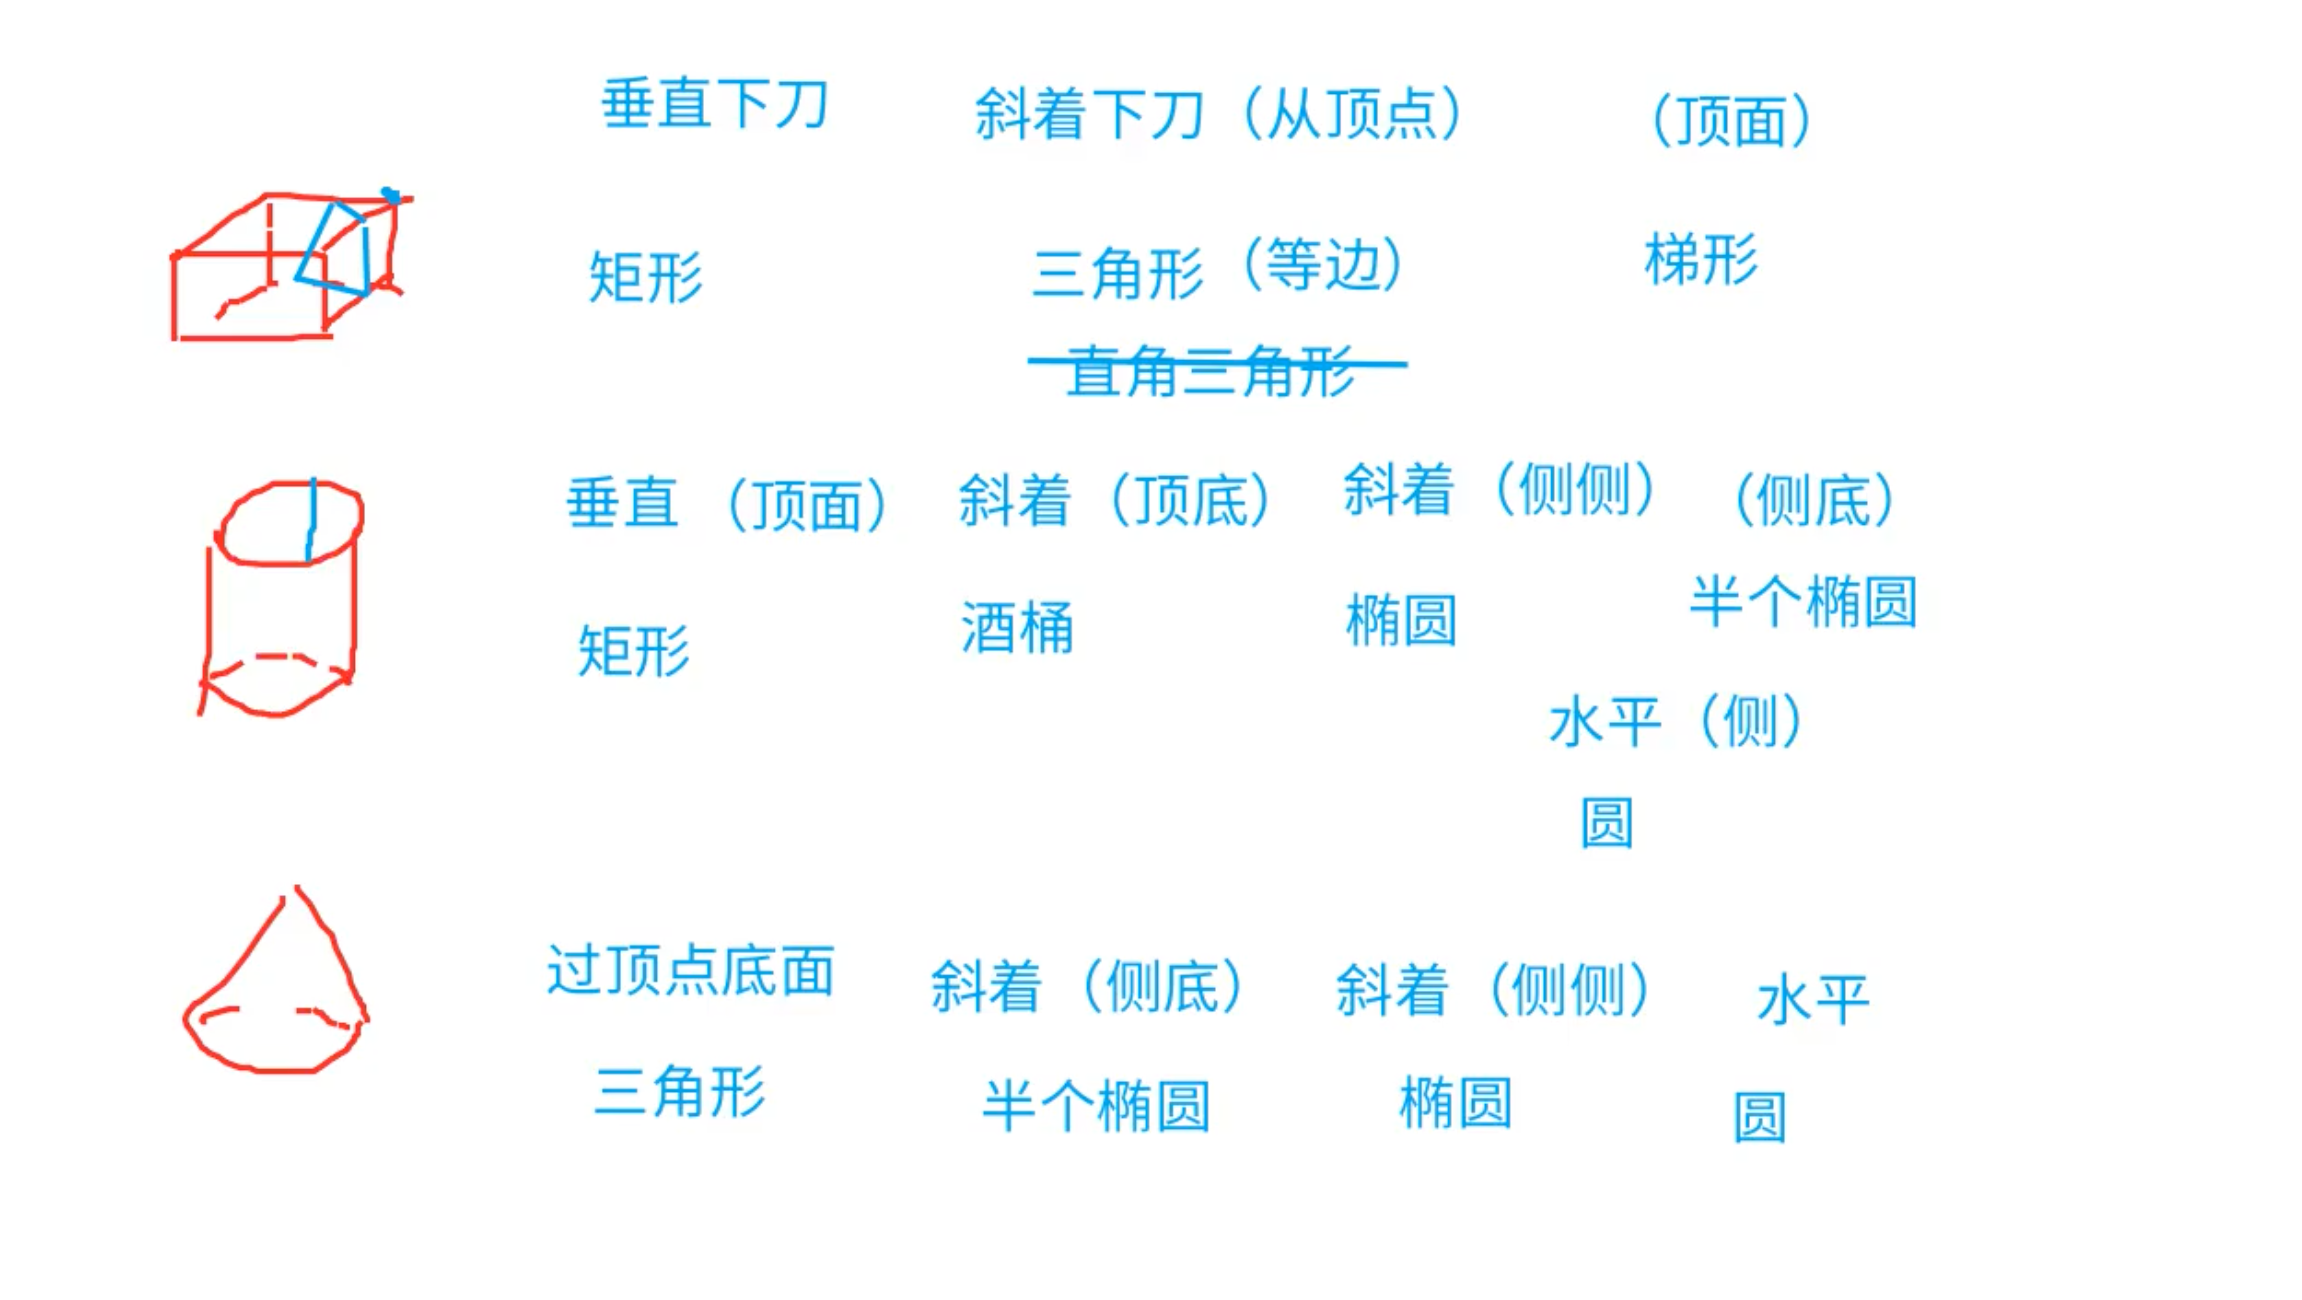 垂直下刀 斜着下刀（从顶点） （顶面）
矩形 三角形（等边） 梯形
直角三角形
垂直 （顶面） 斜着（顶底） 斜着（侧侧） （侧底）
矩形 酒桶 椭圆 半个椭圆
水平（侧）
圆
过顶点底面 斜着（侧底） 斜着（侧侧） 水平
三角形 半个椭圆 椭圆 圆